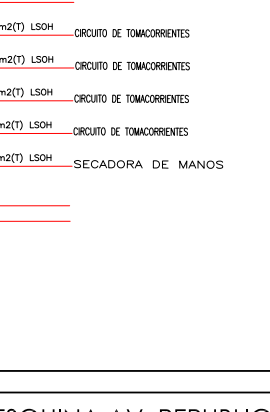 m2(T) LSOH CIRCUITO DE TOMACORRIENTES
m2(T) LSOH CIRCUITO DE TOMACORRIENTES
m2(T) LSOH CIRCUITO DE TOMACORRIENTES
m2(T) LSOH CIRCUITO DE TOMACORRIENTES
m2(T) LSOH SECADORA DE MANOS
AV.